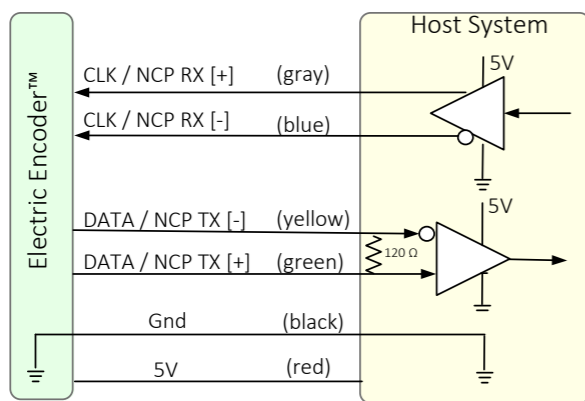 Host System
Electric Encoder™
5V
CLK / NCP RX [+] (gray)
CLK / NCP RX [-] (blue)
5V
DATA / NCP TX [-] (yellow)
120 Ω
DATA / NCP TX [+] (green)
Gnd (black)
5V (red)